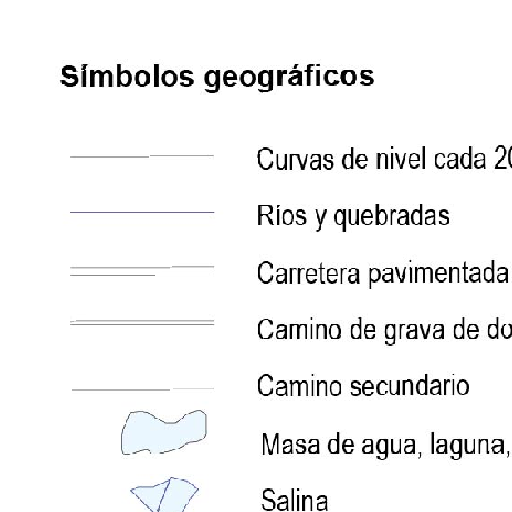 Símbolos geográficos
Curvas de nivel cada 20
Ríos y quebradas
Carretera pavimentada
Camino de grava de do
Camino secundario
Masa de agua, laguna,
Salina